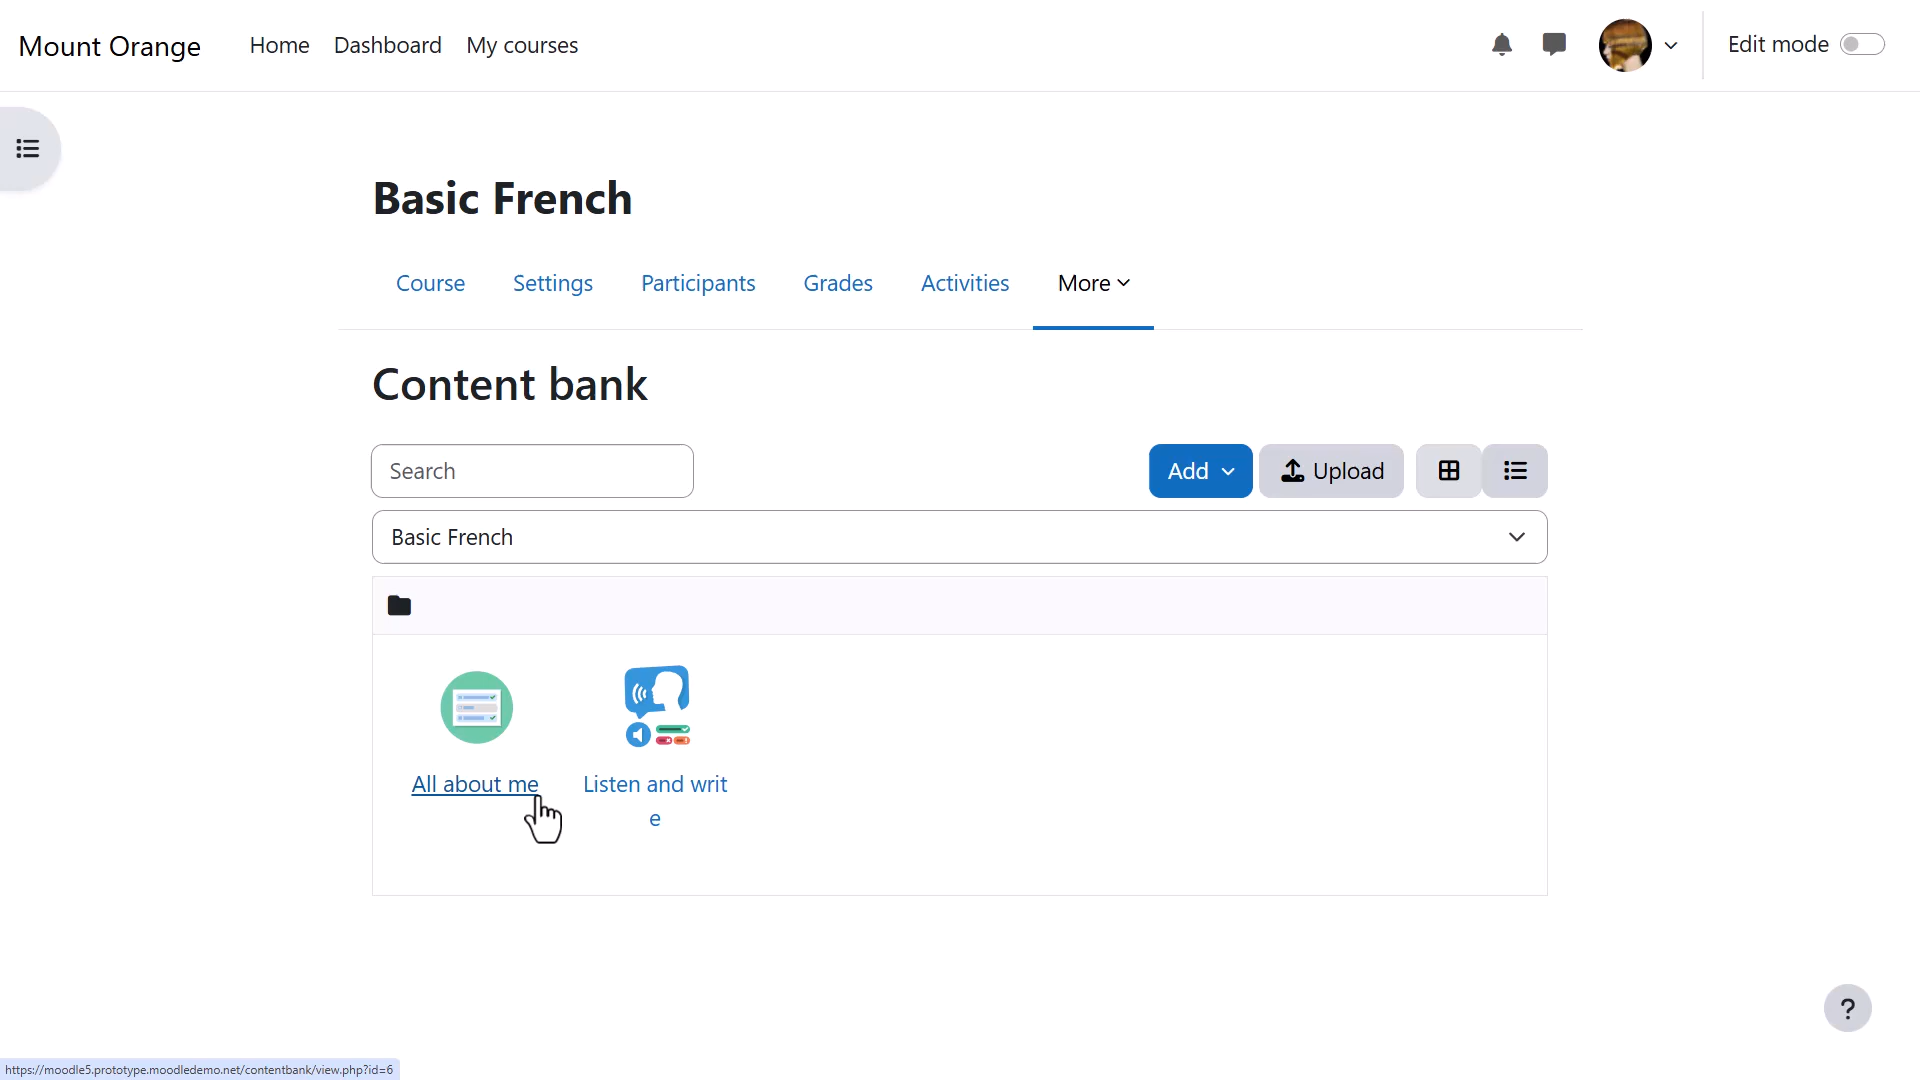 Mount Orange
Home
Dashboard
My courses
Edit mode
Basic French
Course
Settings
Participants
Grades
Activities
More
Content bank
Search
Add
Upload
Basic French
All about me
Listen and writ
e
?
https://moodle5.prototype.moodledemo.net/contentbank/view.php?id=6